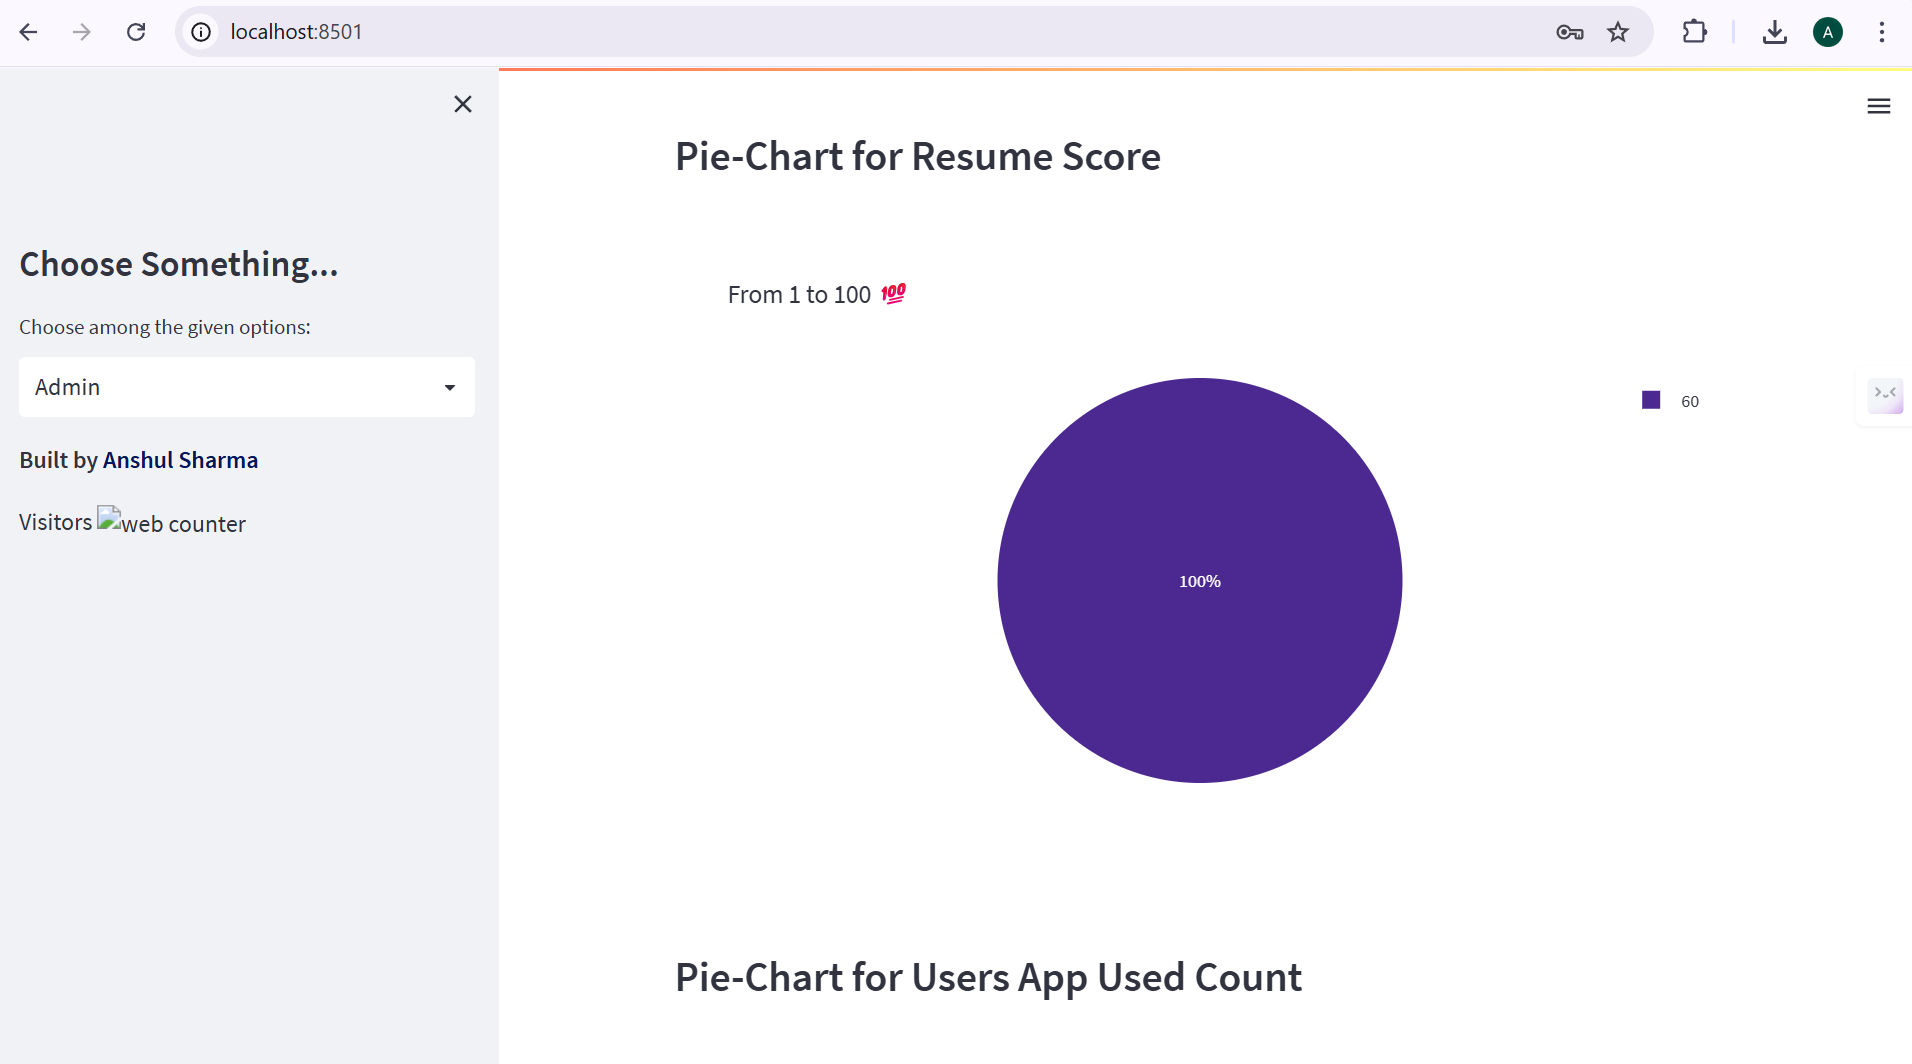 localhost:8501
A
Choose Something...
Choose among the given options:
Admin
Built by Anshul Sharma
Visitors web counter
Pie-Chart for Resume Score
From 1 to 100 💯
60
100%
Pie-Chart for Users App Used Count